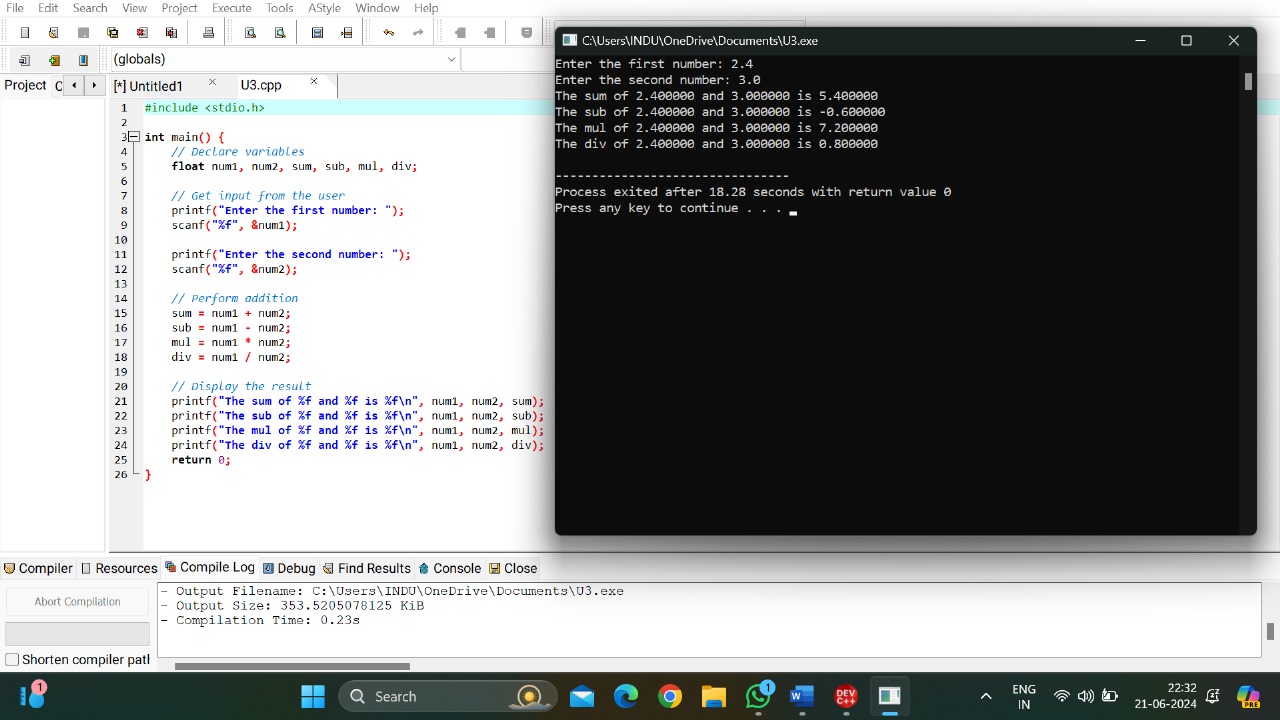 File Edit Search View Project Execute Tools AStyle Window Help
(globals)
Project C [*] Untitled1 U3.cpp
1 #include <stdio.h>
2
3 int main() {
4 // Declare variables
5 float num1, num2, sum, sub, mul, div;
6
7 // Get input from the user
8 printf("Enter the first number: ");
9 scanf("%f", &num1);
10
11 printf("Enter the second number: ");
12 scanf("%f", &num2);
13
14 // Perform addition
15 sum = num1 + num2;
16 sub = num1 - num2;
17 mul = num1 * num2;
18 div = num1 / num2;
19
20 // Display the result
21 printf("The sum of %f and %f is %f\n", num1, num2, sum);
22 printf("The sub of %f and %f is %f\n", num1, num2, sub);
23 printf("The mul of %f and %f is %f\n", num1, num2, mul);
24 printf("The div of %f and %f is %f\n", num1, num2, div);
25 return 0;
26 }
C:\Users\INDU\OneDrive\Documents\U3.exe
Enter the first number: 2.4
Enter the second number: 3.0
The sum of 2.400000 and 3.000000 is 5.400000
The sub of 2.400000 and 3.000000 is -0.600000
The mul of 2.400000 and 3.000000 is 7.200000
The div of 2.400000 and 3.000000 is 0.800000
--------------------------------
Process exited after 18.28 seconds with return value 0
Press any key to continue . . .
Compiler Resources Compile Log Debug Find Results Console Close
Abort Compilation
Shorten compiler path
- Output Filename: C:\Users\INDU\OneDrive\Documents\U3.exe
- Output Size: 353.5205078125 KiB
- Compilation Time: 0.23s
1
Search
1
W
DEV
C++
ENG
IN
22:32
21-06-2024
PRE